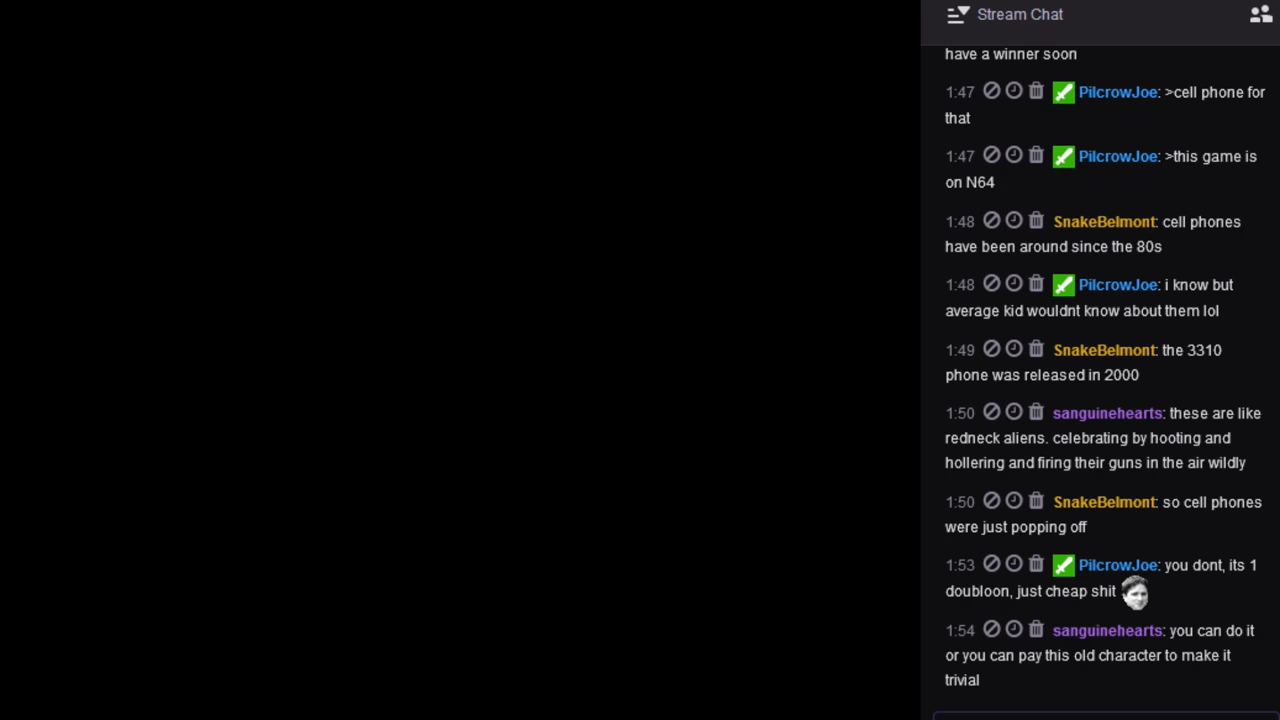 Stream Chat
have a winner soon
1:47 PilcrowJoe: >cell phone for
that
1:47 PilcrowJoe: >this game is
on N64
1:48 SnakeBelmont: cell phones
have been around since the 80s
1:48 PilcrowJoe: i know but
average kid wouldnt know about them lol
1:49 SnakeBelmont: the 3310
phone was released in 2000
1:50 sanguinehearts: these are like
redneck aliens. celebrating by hooting and
hollering and firing their guns in the air wildly
1:50 SnakeBelmont: so cell phones
were just popping off
1:53 PilcrowJoe: you dont, its 1
doubloon, just cheap shit
1:54 sanguinehearts: you can do it
or you can pay this old character to make it
trivial